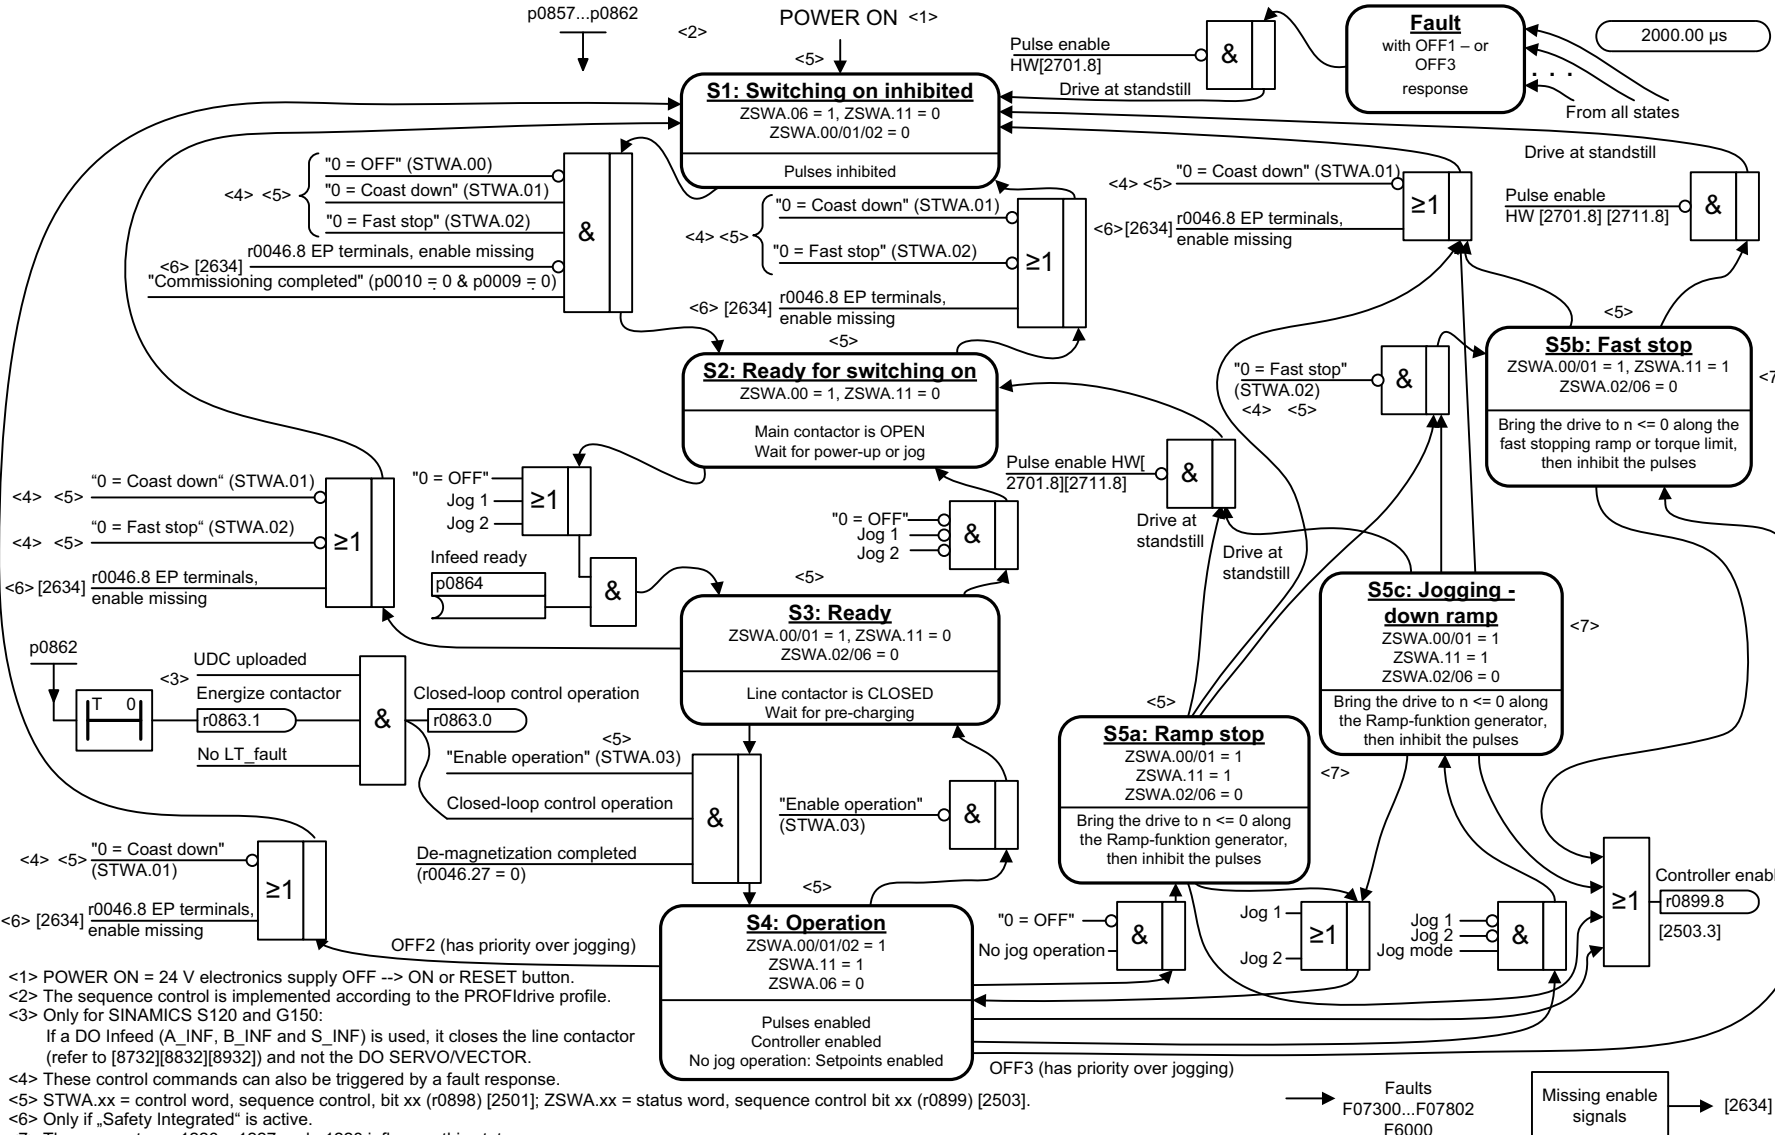 p0857...p0862
<2>
POWER ON <1>
<5>
S1: Switching on inhibited
ZSWA.06 = 1, ZSWA.11 = 0
ZSWA.00/01/02 = 0
Pulses inhibited
Pulse enable
HW[2701.8]
&
Drive at standstill
Fault
with OFF1 – or
OFF3
response
. . .
From all states
2000.00 µs
<4> <5>
"0 = OFF" (STWA.00)
"0 = Coast down" (STWA.01)
"0 = Fast stop" (STWA.02)
<6> [2634]
r0046.8 EP terminals, enable missing
"Commissioning completed" (p0010 = 0 & p0009 = 0)
&
<4> <5>
"0 = Coast down" (STWA.01)
"0 = Fast stop" (STWA.02)
<6> [2634]
r0046.8 EP terminals,
enable missing
≥1
<4> <5>
"0 = Coast down" (STWA.01)
<6>[2634]
r0046.8 EP terminals,
enable missing
≥1
Drive at standstill
Pulse enable
HW [2701.8] [2711.8]
&
<5>
S2: Ready for switching on
ZSWA.00 = 1, ZSWA.11 = 0
Main contactor is OPEN
Wait for power-up or jog
"0 = Fast stop"
(STWA.02)
<4> <5>
&
<5>
S5b: Fast stop
ZSWA.00/01 = 1, ZSWA.11 = 1
ZSWA.02/06 = 0
Bring the drive to n <= 0 along the
fast stopping ramp or torque limit,
then inhibit the pulses
<4> <5>
“0 = Coast down“ (STWA.01)
<4> <5>
“0 = Fast stop“ (STWA.02)
<6> [2634]
r0046.8 EP terminals,
enable missing
≥1
"0 = OFF"
Jog 1
Jog 2
≥1
Infeed ready
p0864
&
"0 = OFF"
Jog 1
Jog 2
&
Pulse enable HW[
2701.8][2711.8]
&
Drive at
standstill
Drive at
standstill
<5>
S3: Ready
ZSWA.00/01 = 1, ZSWA.11 = 0
ZSWA.02/06 = 0
Line contactor is CLOSED
Wait for pre-charging
S5c: Jogging -
down ramp
ZSWA.00/01 = 1
ZSWA.11 = 1
ZSWA.02/06 = 0
Bring the drive to n <= 0 along
the Ramp-funktion generator,
then inhibit the pulses
<7>
p0862
T 0
<3>
UDC uploaded
Energize contactor
r0863.1
No LT_fault
&
Closed-loop control operation
r0863.0
<5>
"Enable operation" (STWA.03)
Closed-loop control operation
De-magnetization completed
(r0046.27 = 0)
&
"Enable operation"
(STWA.03)
&
<5>
S5a: Ramp stop
ZSWA.00/01 = 1
ZSWA.11 = 1
ZSWA.02/06 = 0
Bring the drive to n <= 0 along
the Ramp-funktion generator,
then inhibit the pulses
<7>
<4> <5>
"0 = Coast down"
(STWA.01)
<6> [2634]
r0046.8 EP terminals,
enable missing
≥1
OFF2 (has priority over jogging)
<5>
S4: Operation
ZSWA.00/01/02 = 1
ZSWA.11 = 1
ZSWA.06 = 0
Pulses enabled
Controller enabled
No jog operation: Setpoints enabled
"0 = OFF"
No jog operation
&
Jog 1
Jog 2
≥1
Jog 1
Jog 2
Jog mode
&
≥1
r0899.8
[2503.3]
OFF3 (has priority over jogging)
<1> POWER ON = 24 V electronics supply OFF --> ON or RESET button.
<2> The sequence control is implemented according to the PROFIdrive profile.
<3> Only for SINAMICS S120 and G150:
If a DO Infeed (A_INF, B_INF and S_INF) is used, it closes the line contactor
(refer to [8732][8832][8932]) and not the DO SERVO/VECTOR.
<4> These control commands can also be triggered by a fault response.
<5> STWA.xx = control word, sequence control, bit xx (r0898) [2501]; ZSWA.xx = status word, sequence control bit xx (r0899) [2503].
<6> Only if „Safety Integrated“ is active.
Faults
F07300...F07802
F6000
Missing enable
signals
[2634]